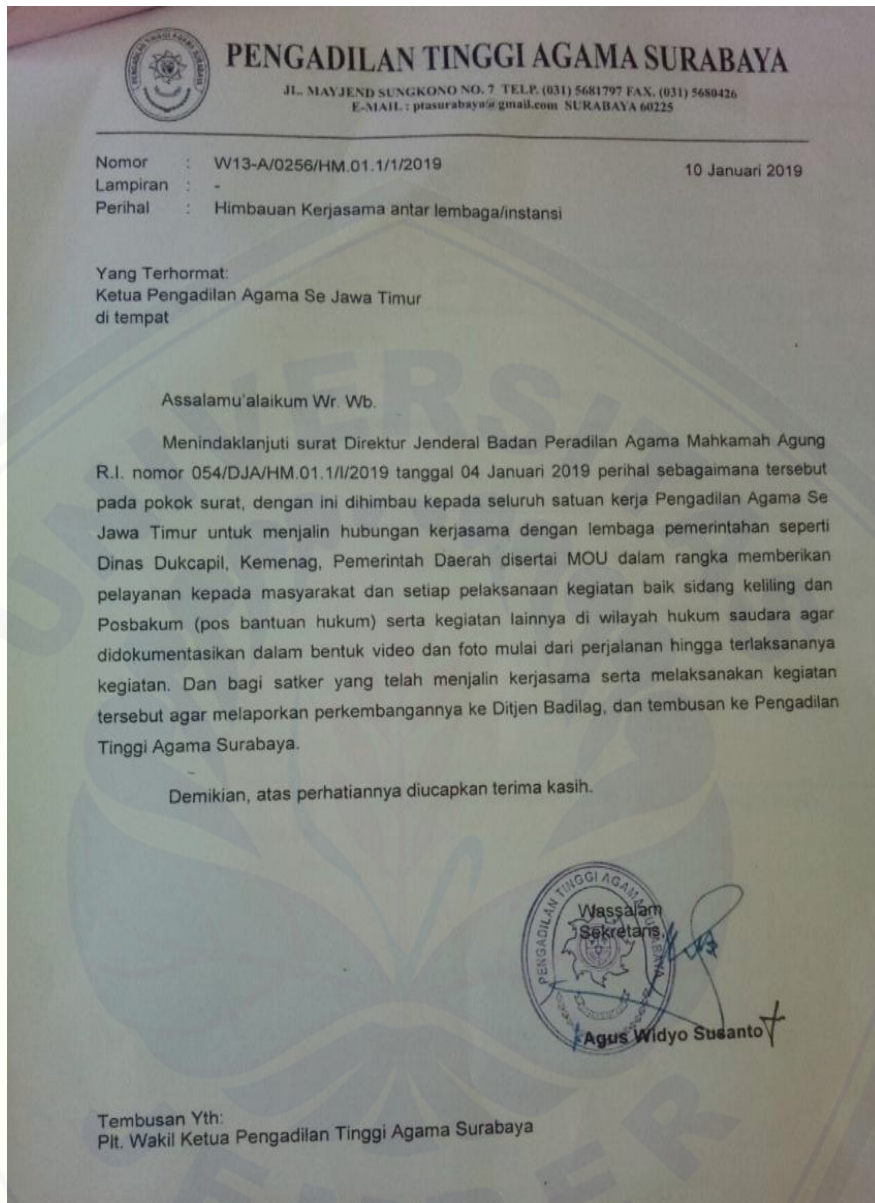 PENGADILAN TINGGI AGAMA SURABAYA
JL. MAYJEND SUNGKONO NO. 7 TELP. (031) 5681797 FAX. (031) 5680426
E-MAIL : ptasurabaya@gmail.com SURABAYA 60225
Nomor : W13-A/0256/HM.01.1/1/2019 10 Januari 2019
Lampiran : -
Perihal : Himbauan Kerjasama antar lembaga/instansi
Yang Terhormat:
Ketua Pengadilan Agama Se Jawa Timur
di tempat
Assalamu'alaikum Wr. Wb.
Menindaklanjuti surat Direktur Jenderal Badan Peradilan Agama Mahkamah Agung
R.I. nomor 054/DJA/HM.01.1/I/2019 tanggal 04 Januari 2019 perihal sebagaimana tersebut
pada pokok surat, dengan ini dihimbau kepada seluruh satuan kerja Pengadilan Agama Se
Jawa Timur untuk menjalin hubungan kerjasama dengan lembaga pemerintahan seperti
Dinas Dukcapil, Kemenag, Pemerintah Daerah disertai MOU dalam rangka memberikan
pelayanan kepada masyarakat dan setiap pelaksanaan kegiatan baik sidang keliling dan
Posbakum (pos bantuan hukum) serta kegiatan lainnya di wilayah hukum saudara agar
didokumentasikan dalam bentuk video dan foto mulai dari perjalanan hingga terlaksananya
kegiatan. Dan bagi satker yang telah menjalin kerjasama serta melaksanakan kegiatan
tersebut agar melaporkan perkembangannya ke Ditjen Badilag, dan tembusan ke Pengadilan
Tinggi Agama Surabaya.
Demikian, atas perhatiannya diucapkan terima kasih.
PENGADILAN TINGGI AGAMA SURABAYA
Wassalam
Sekretaris,
Agus Widyo Susanto
Tembusan Yth:
Plt. Wakil Ketua Pengadilan Tinggi Agama Surabaya
UNIVERSITAS
JEMBER